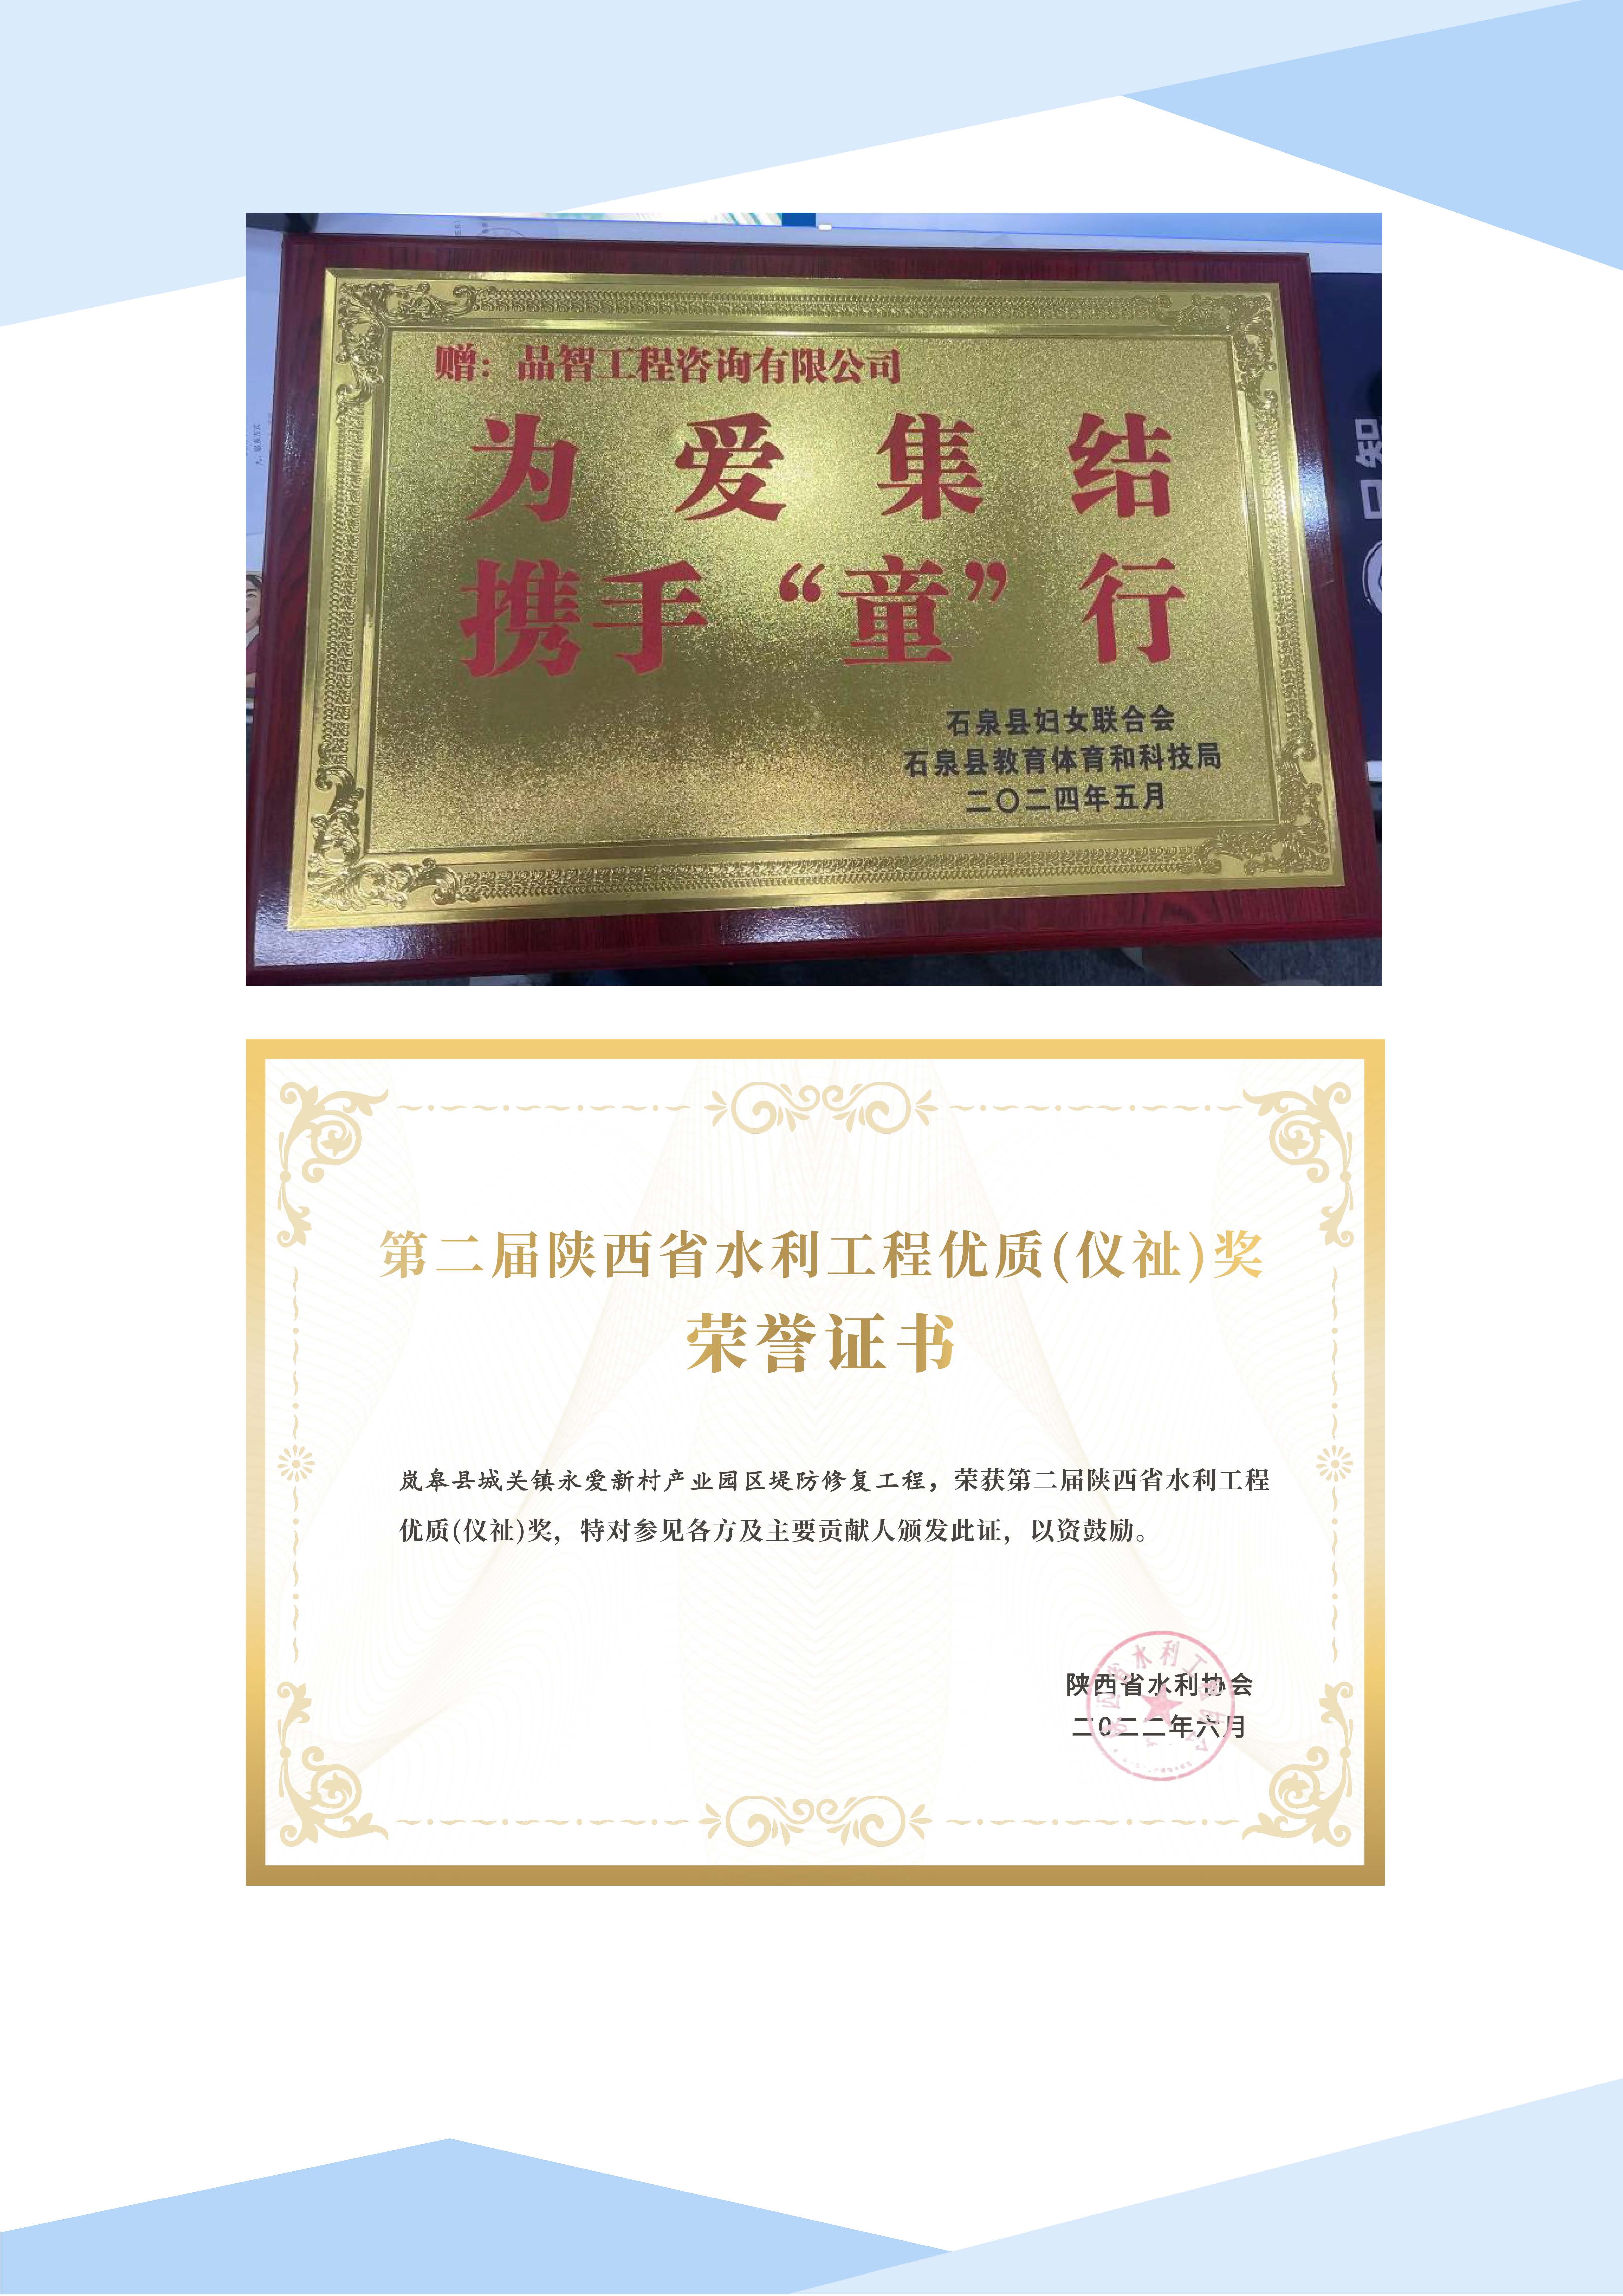 赠：品智工程咨询有限公司
为爱集结
携手“童”行
石泉县妇女联合会
石泉县教育体育和科技局
二〇二四年五月
第二届陕西省水利工程优质(仪祉)奖
荣誉证书
岚皋县城关镇永爱新村产业园区堤防修复工程，荣获第二届陕西省水利工程
优质(仪祉)奖，特对参见各方及主要贡献人颁发此证，以资鼓励。
陕西省水利协会
二0二二年六月